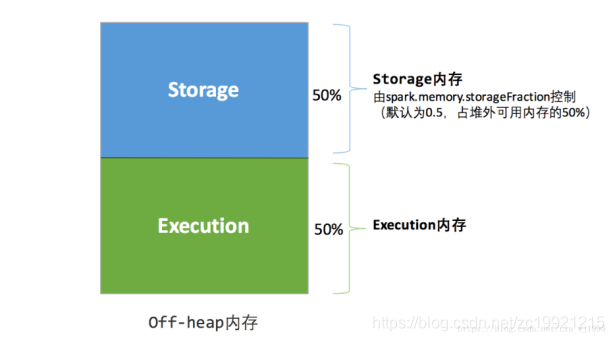 Storage
50%
Storage内存
由spark.memory.storageFraction控制
（默认为0.5，占堆外可用内存的50%）
Execution
50%
Execution内存
Off-heap内存
https://blog.csdn.net/zc19921215